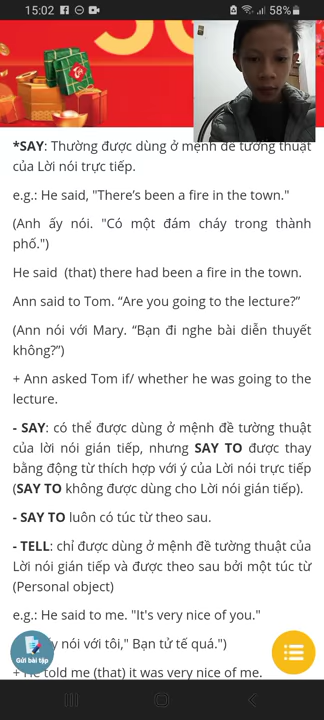 15:02
58%
*SAY: Thường được dùng ở mệnh đề tường thuật
của Lời nói trực tiếp.
e.g.: He said, "There's been a fire in the town."
(Anh ấy nói. "Có một đám cháy trong thành
phố.")
He said (that) there had been a fire in the town.
Ann said to Tom. “Are you going to the lecture?”
(Ann nói với Mary. “Bạn đi nghe bài diễn thuyết
không?”)
+ Ann asked Tom if/ whether he was going to the
lecture.
- SAY: có thể được dùng ở mệnh đề tường thuật
của lời nói gián tiếp, nhưng SAY TO được thay
bằng động từ thích hợp với ý của Lời nói trực tiếp
(SAY TO không được dùng cho Lời nói gián tiếp).
- SAY TO luôn có túc từ theo sau.
- TELL: chỉ được dùng ở mệnh đề tường thuật của
Lời nói gián tiếp và được theo sau bởi một túc từ
(Personal object)
e.g.: He said to me. "It's very nice of you."
nói với tôi," Bạn tử tế quá.")
Gửi bài tập
+ He told me (that) it was very nice of me.